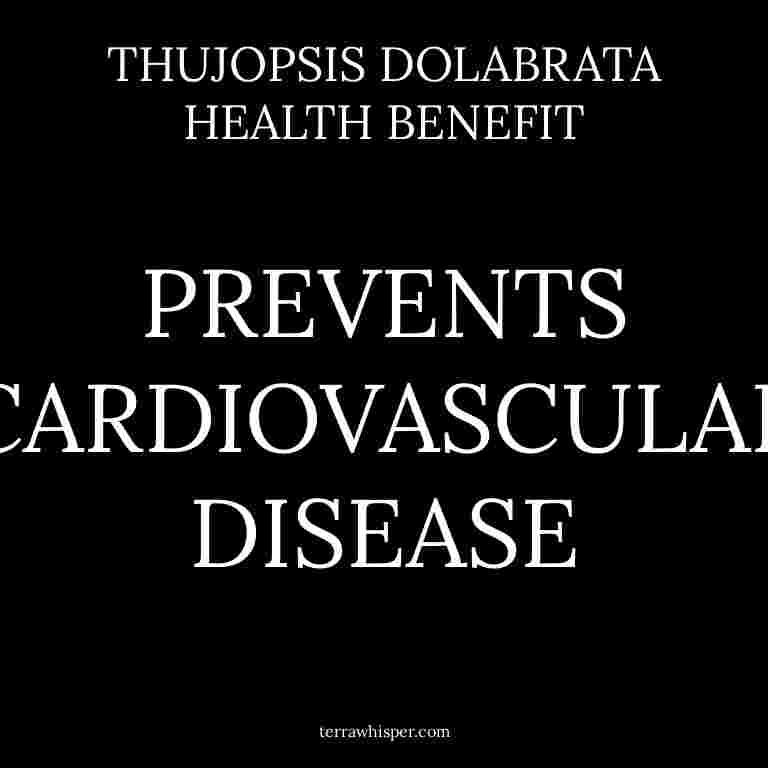 THUJOPSIS DOLABRATA
HEALTH BENEFIT
PREVENTS
CARDIOVASCULAR
DISEASE
terrawhisper.com